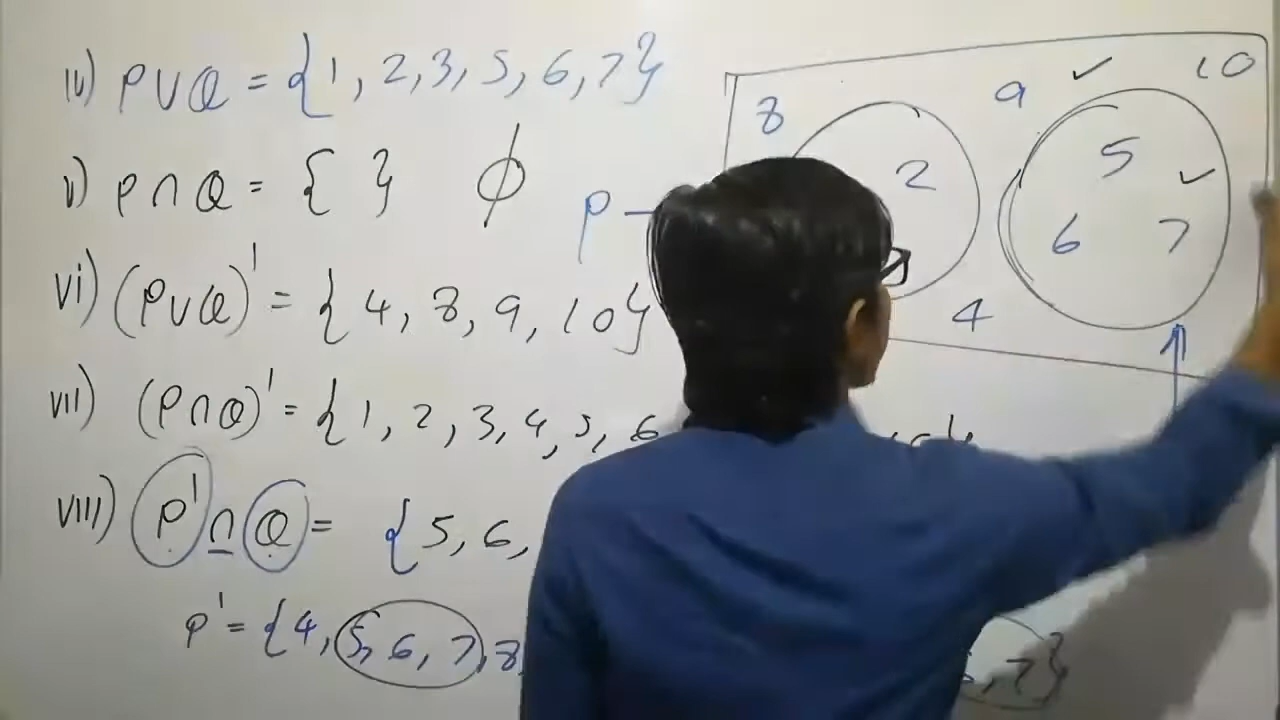 iv) P∪Q = {1, 2, 3, 5, 6, 7}
v) P∩Q = { } ϕ
vi) (P∪Q)' = {4, 8, 9, 10}
vii) (P∩Q)' = {1, 2, 3, 4, 5, 6
viii) P'∩Q = {5, 6,
P' = {4, 5, 6, 7, 8,
, 7}
8 9 10
2 5
P 6 7
4